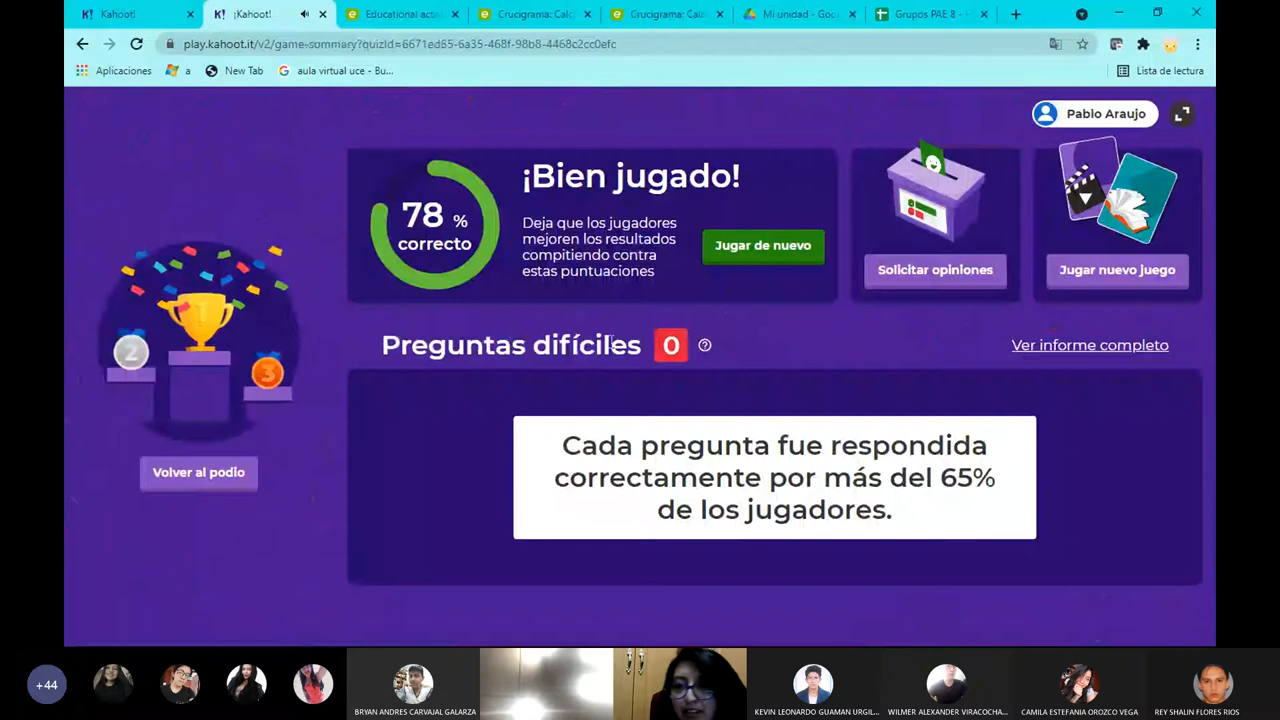 Kahoot!
¡Kahoot!
Educational acti
Crucigrama: Calc
Crucigrama: Calc
Mi unidad - Goo
Grupos PAE 8 -
play.kahoot.it/v2/game-summary?quizId=6671ed65-6a35-468f-98b8-4468c2cc0efc
Aplicaciones
a
New Tab
aula virtual uce - Bu...
Lista de lectura
Pablo Araujo
78 %
correcto
¡Bien jugado!
Deja que los jugadores
mejoren los resultados
compitiendo contra
estas puntuaciones
Jugar de nuevo
Solicitar opiniones
Jugar nuevo juego
1
2
3
Volver al podio
Preguntas difíciles 0
Ver informe completo
Cada pregunta fue respondida
correctamente por más del 65%
de los jugadores.
+44
BRYAN ANDRES CARVAJAL GALARZA
KEVIN LEONARDO GUAMAN URGIL...
WILMER ALEXANDER VIRACOCHA...
CAMILA ESTEFANIA OROZCO VEGA
REY SHALIN FLORES RIOS